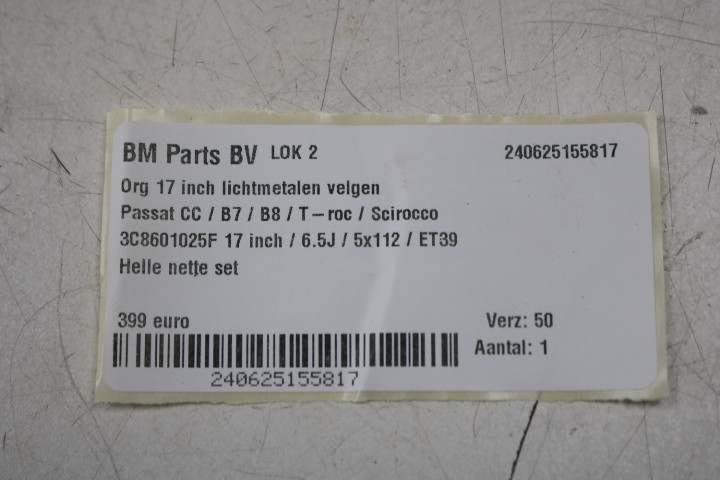 BM Parts BV LOK 2 240625155817
Org 17 inch lichtmetalen velgen
Passat CC / B7 / B8 / T-roc / Scirocco
3C8601025F 17 inch / 6.5J / 5x112 / ET39
Helle nette set
399 euro Verz: 50
Aantal: 1
240625155817